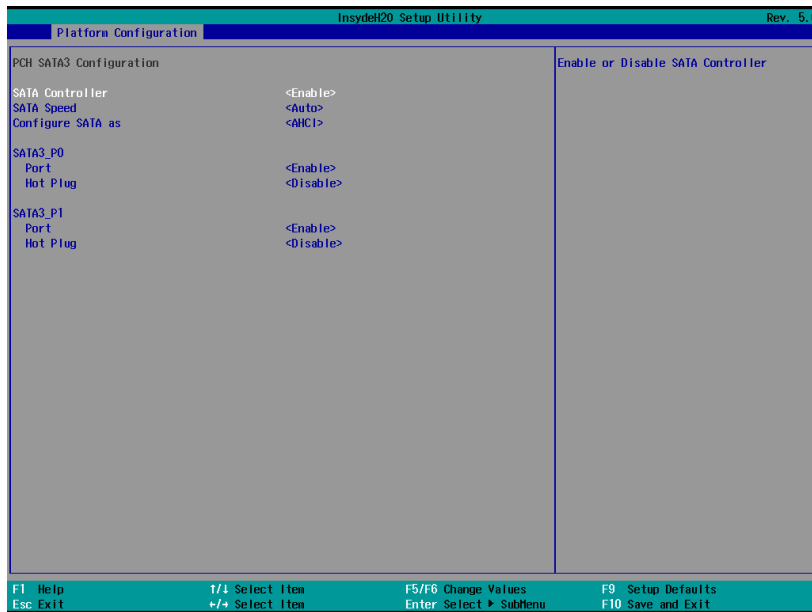 InsydeH20 Setup Utility Rev. 5.
Platform Configuration
PCH SATA3 Configuration
Enable or Disable SATA Controller
SATA Controller <Enable>
SATA Speed <Auto>
Configure SATA as <AHCI>
SATA3_P0
Port <Enable>
Hot Plug <Disable>
SATA3_P1
Port <Enable>
Hot Plug <Disable>
F1 Help ↑/↓ Select Item F5/F6 Change Values F9 Setup Defaults
Esc Exit ←/→ Select Item Enter Select ▶ SubMenu F10 Save and Exit